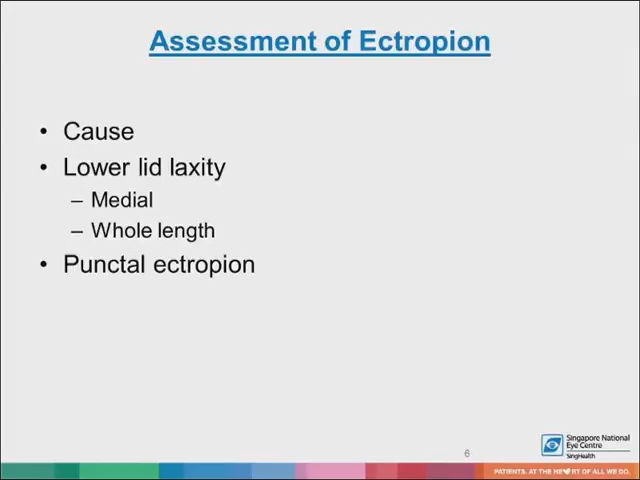 Assessment of Ectropion
• Cause
• Lower lid laxity
– Medial
– Whole length
• Punctal ectropion
6
Singapore National
Eye Centre
SingHealth
PATIENTS. AT THE HE♥RT OF ALL WE DO.